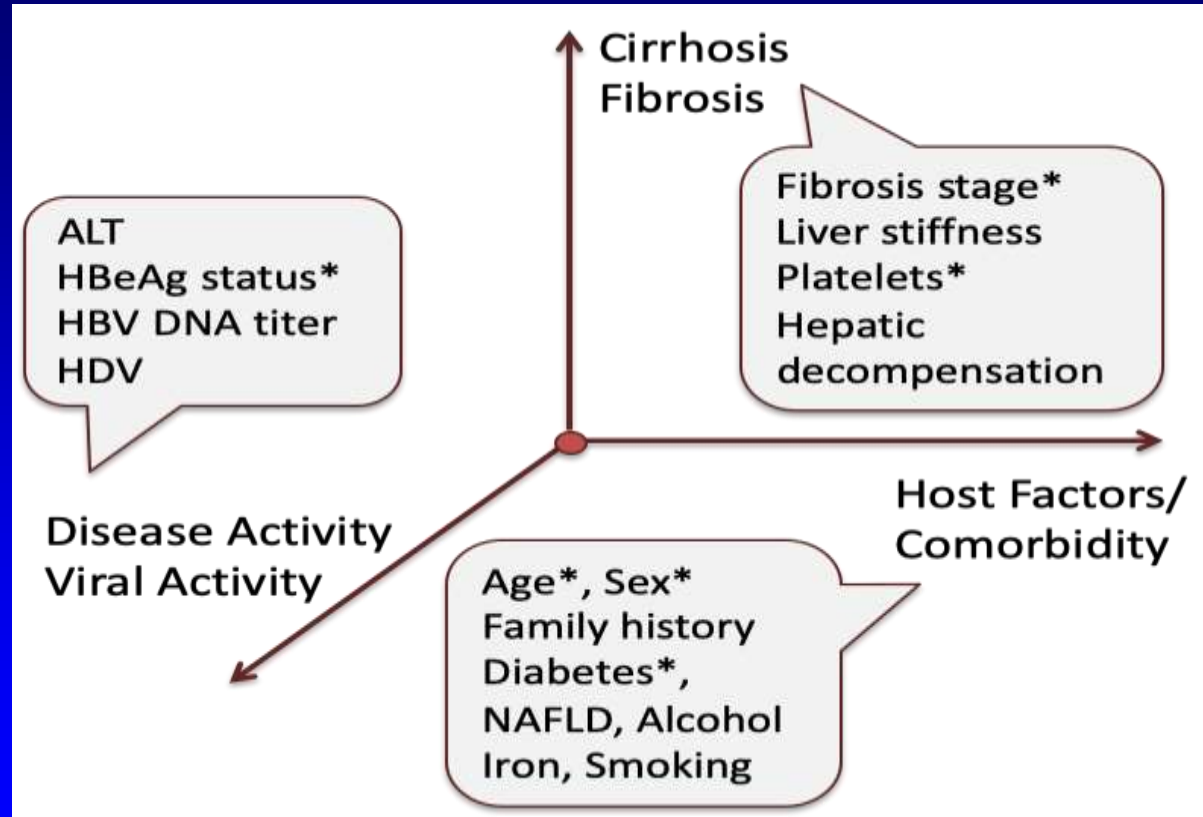 Cirrhosis
Fibrosis
Fibrosis stage*
Liver stiffness
Platelets*
Hepatic
decompensation
ALT
HBeAg status*
HBV DNA titer
HDV
Disease Activity
Viral Activity
Host Factors/
Comorbidity
Age*, Sex*
Family history
Diabetes*,
NAFLD, Alcohol
Iron, Smoking